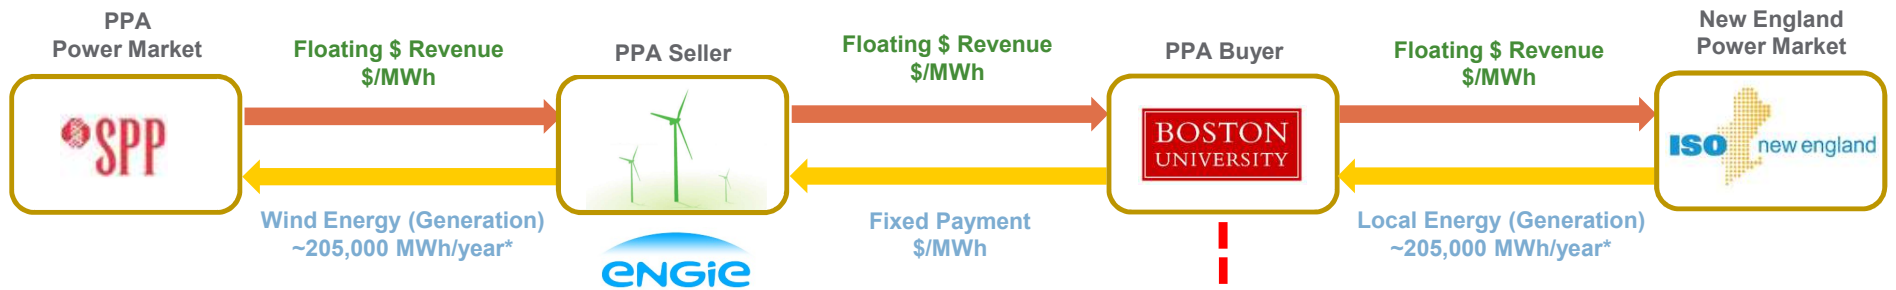 PPA
Power Market
SPP
Floating $ Revenue
$/MWh
Wind Energy (Generation)
~205,000 MWh/year*
PPA Seller
ENGIE
Floating $ Revenue
$/MWh
Fixed Payment
$/MWh
PPA Buyer
BOSTON
UNIVERSITY
Floating $ Revenue
$/MWh
Local Energy (Generation)
~205,000 MWh/year*
New England
Power Market
ISO new england